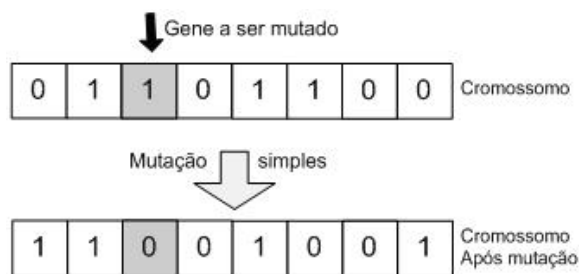 Gene a ser mutado
0 1 1 0 1 1 0 0
Cromossomo
Mutação simples
1 1 0 0 1 0 0 1
Cromossomo
Após mutação